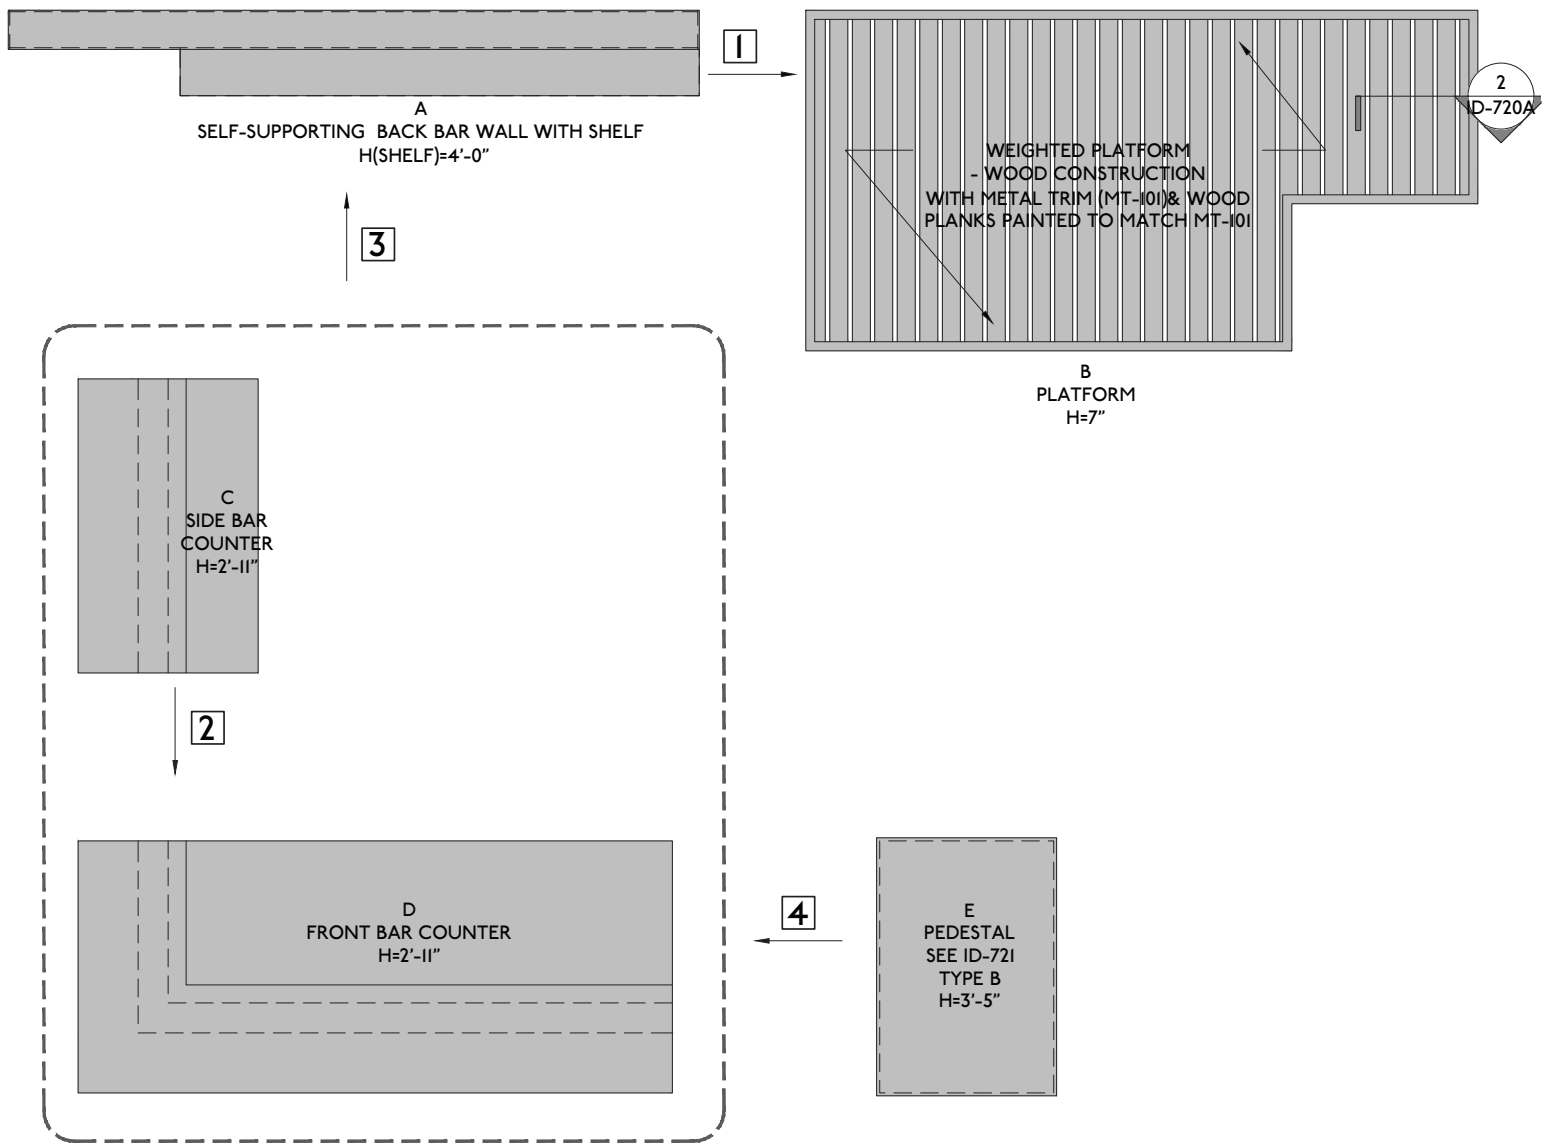 1
2
ID-720A
A
SELF-SUPPORTING BACK BAR WALL WITH SHELF
H(SHELF)=4'-0"
WEIGHTED PLATFORM
- WOOD CONSTRUCTION
WITH METAL TRIM (MT-101)& WOOD
PLANKS PAINTED TO MATCH MT-101
3
B
PLATFORM
H=7"
C
SIDE BAR
COUNTER
H=2'-11"
2
D
FRONT BAR COUNTER
H=2'-11"
4
E
PEDESTAL
SEE ID-721
TYPE B
H=3'-5"